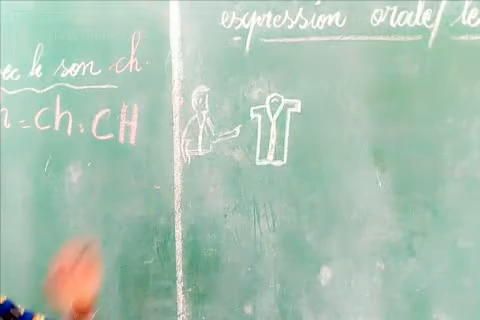 ec le son ch.
= ch = CH
expression orale / le